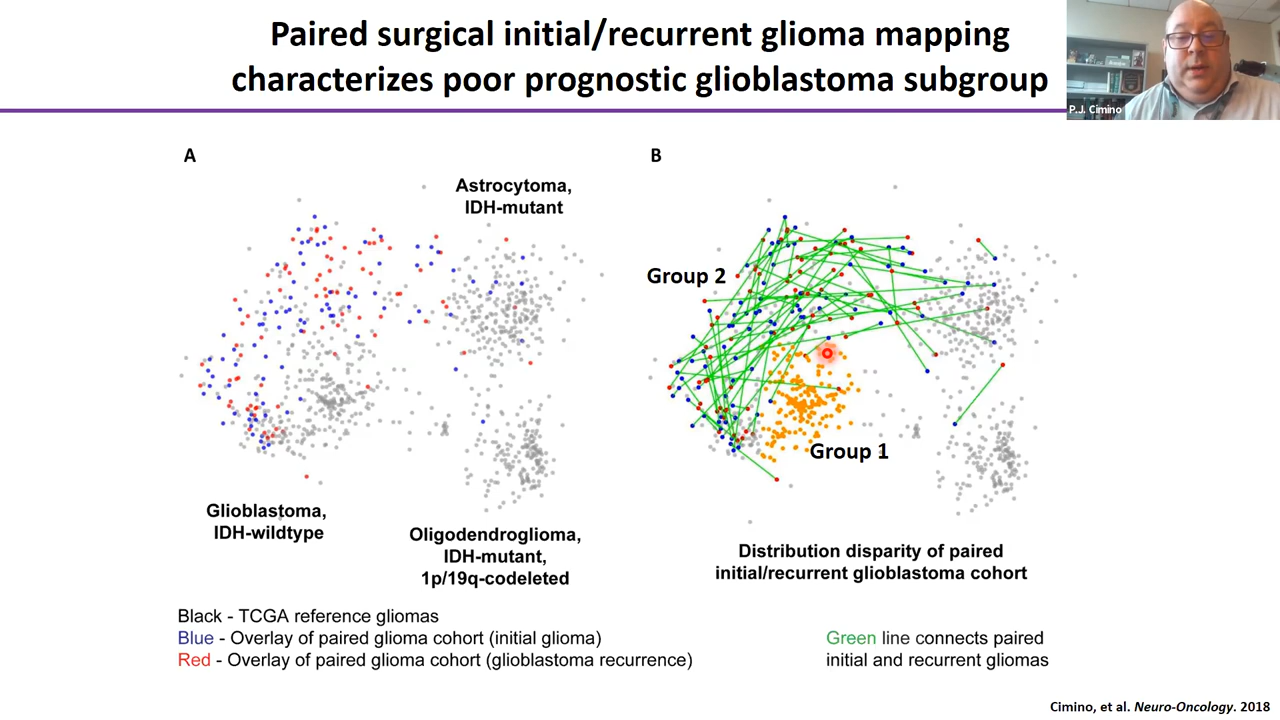 Paired surgical initial/recurrent glioma mapping
characterizes poor prognostic glioblastoma subgroup
P.J. Cimino
A
B
Astrocytoma,
IDH-mutant
Group 2
Group 1
Glioblastoma,
IDH-wildtype
Oligodendroglioma,
IDH-mutant,
1p/19q-codeleted
Distribution disparity of paired
initial/recurrent glioblastoma cohort
Black - TCGA reference gliomas
Blue - Overlay of paired glioma cohort (initial glioma)
Red - Overlay of paired glioma cohort (glioblastoma recurrence)
Green line connects paired
initial and recurrent gliomas
Cimino, et al. Neuro-Oncology. 2018